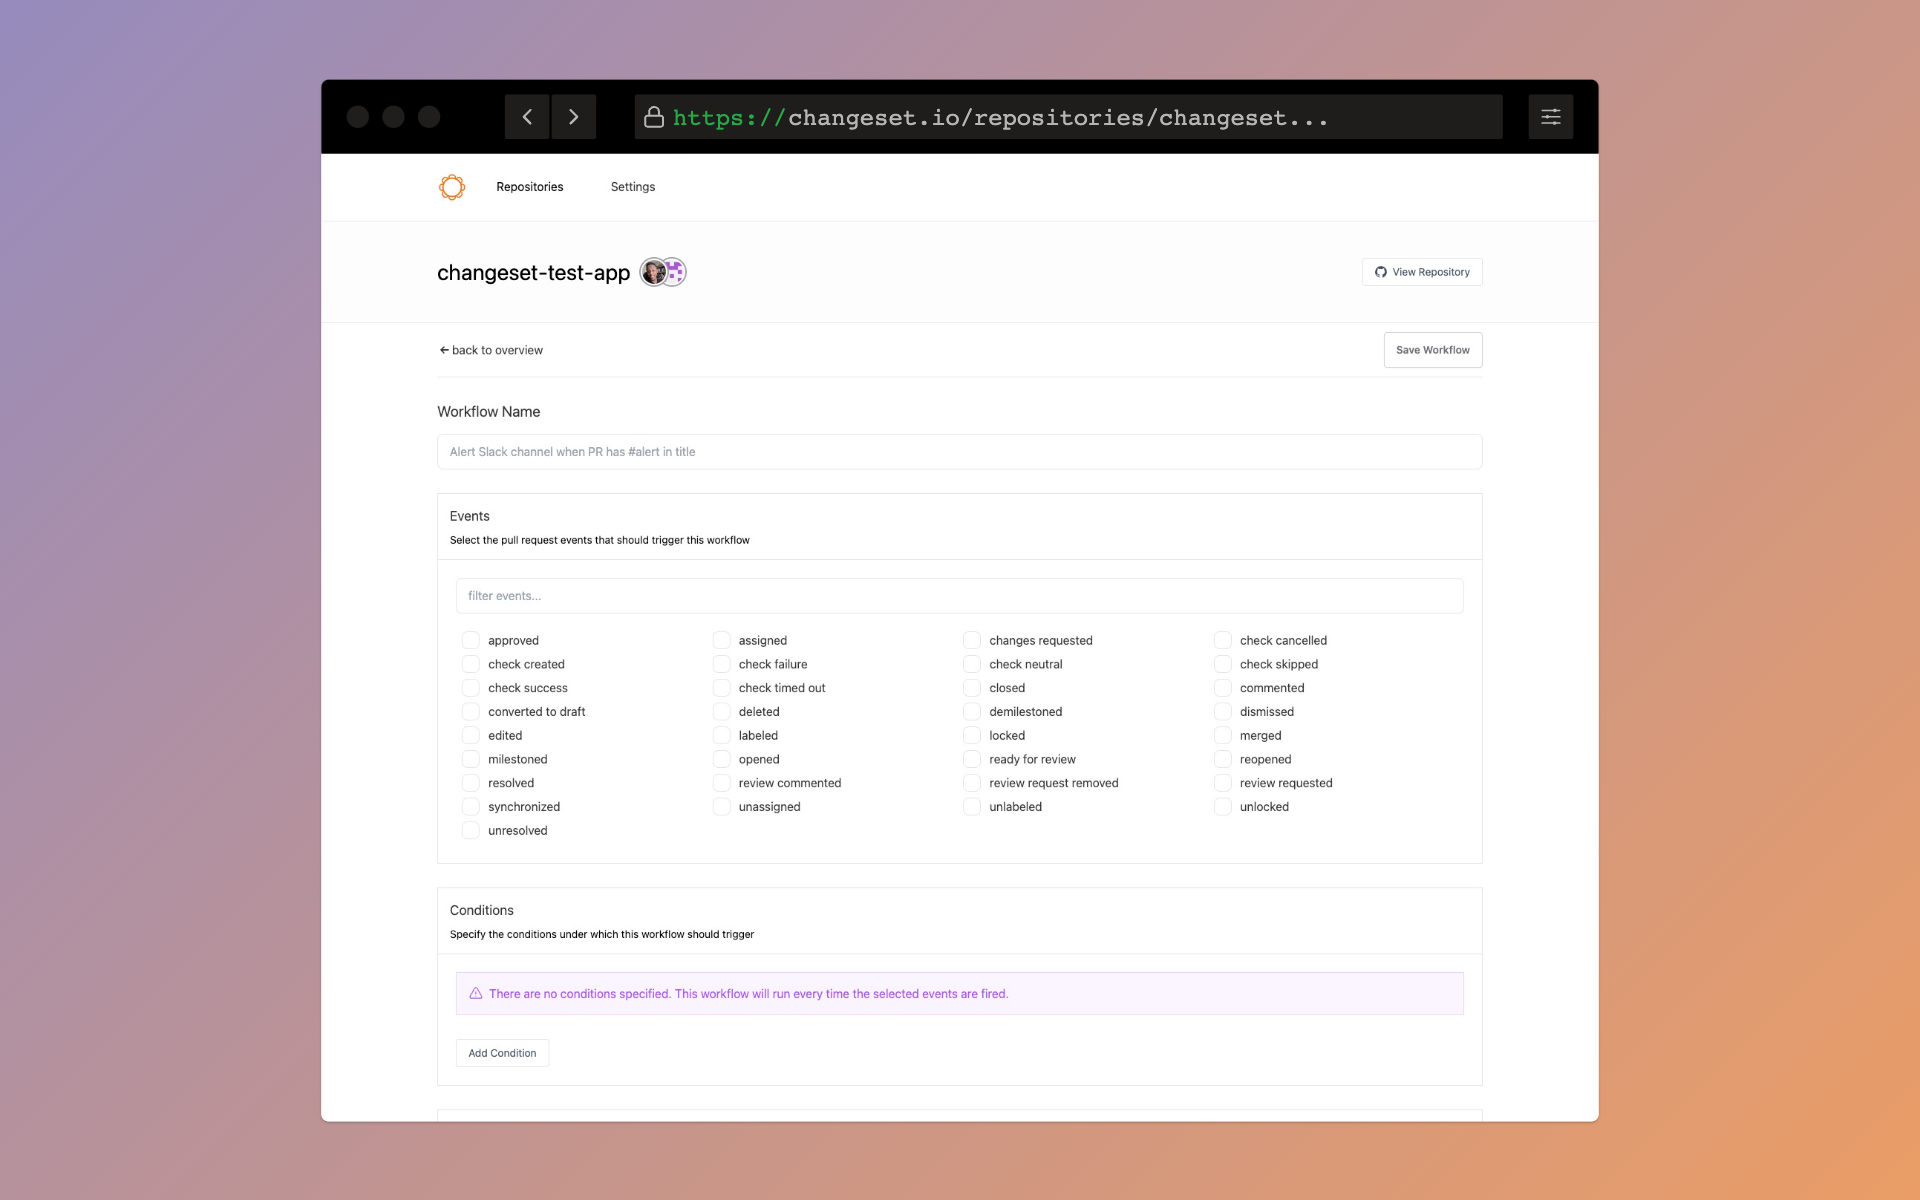 https://changeset.io/repositories/changeset...
Repositories
Settings
changeset-test-app
View Repository
back to overview
Save Workflow
Workflow Name
Alert Slack channel when PR has #alert in title
Events
Select the pull request events that should trigger this workflow
filter events...
approved
assigned
changes requested
check cancelled
check created
check failure
check neutral
check skipped
check success
check timed out
closed
commented
converted to draft
deleted
demilestoned
dismissed
edited
labeled
locked
merged
milestoned
opened
ready for review
reopened
resolved
review commented
review request removed
review requested
synchronized
unassigned
unlabeled
unlocked
unresolved
Conditions
Specify the conditions under which this workflow should trigger
There are no conditions specified. This workflow will run every time the selected events are fired.
Add Condition